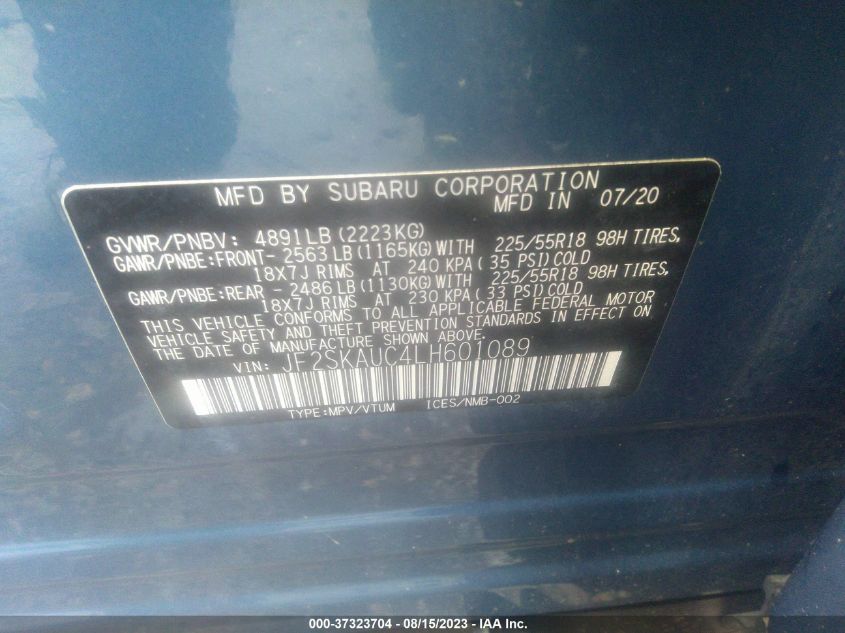 MFD BY SUBARU CORPORATION
MFD IN 07/20
GVWR/PNBV: 4891LB (2223KG)
GAWR/PNBE:FRONT- 2563 LB (1165KG) WITH 225/55R18 98H TIRES,
18X7J RIMS AT 240 KPA( 35 PSI) COLD
GAWR/PNBE:REAR - 2486 LB (1130KG) WITH 225/55R18 98H TIRES,
18X7J RIMS AT 230 KPA( 33 PSI) COLD
THIS VEHICLE CONFORMS TO ALL APPLICABLE FEDERAL MOTOR
VEHICLE SAFETY AND THEFT PREVENTION STANDARDS IN EFFECT ON
THE DATE OF MANUFACTURE SHOWN ABOVE.
VIN: JF2SKAUC4LH601089
TYPE:MPV/VTUM ICES/NMB-002
000-37323704 - 08/15/2023 - IAA Inc.